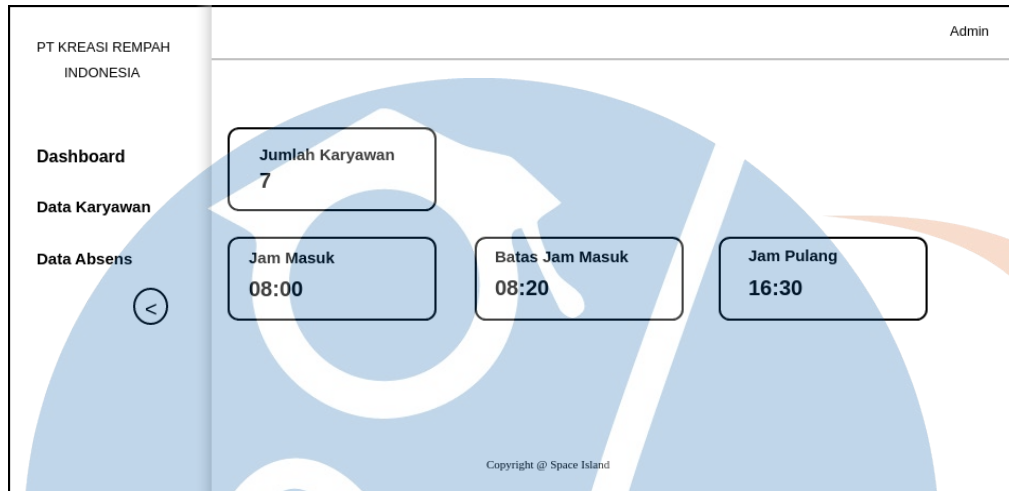 PT KREASI REMPAH
INDONESIA
Admin
Dashboard
Data Karyawan
Data Absens
<
Jumlah Karyawan
7
Jam Masuk
08:00
Batas Jam Masuk
08:20
Jam Pulang
16:30
Copyright @ Space Island